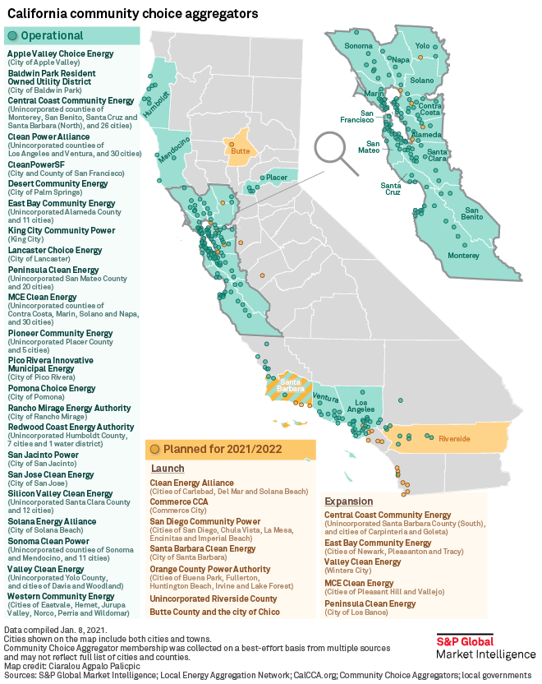 California community choice aggregators
Operational
Apple Valley Choice Energy
(City of Apple Valley)
Baldwin Park Resident
Owned Utility District
(City of Baldwin Park)
Central Coast Community Energy
(Unincorporated counties of
Monterey, San Benito, Santa Cruz and
Santa Barbara (North), and 26 cities)
Clean Power Alliance
(Unincorporated counties of
Los Angeles and Ventura, and 30 cities)
CleanPowerSF
(City and County of San Francisco)
Desert Community Energy
(City of Palm Springs)
East Bay Community Energy
(Unincorporated Alameda County
and 11 cities)
King City Community Power
(King City)
Lancaster Choice Energy
(City of Lancaster)
Peninsula Clean Energy
(Unincorporated San Mateo County
and 20 cities)
MCE Clean Energy
(Unincorporated counties of
Contra Costa, Marin, Solano and Napa,
and 30 cities)
Pioneer Community Energy
(Unincorporated Placer County
and 5 cities)
Pico Rivera Innovative
Municipal Energy
(City of Pico Rivera)
Pomona Choice Energy
(City of Pomona)
Rancho Mirage Energy Authority
(City of Rancho Mirage)
Redwood Coast Energy Authority
(Unincorporated Humboldt County,
7 cities and 1 water district)
San Jacinto Power
(City of San Jacinto)
San Jose Clean Energy
(City of San Jose)
Silicon Valley Clean Energy
(Unincorporated Santa Clara County
and 12 cities)
Solana Energy Alliance
(City of Solana Beach)
Sonoma Clean Power
(Unincorporated counties of Sonoma
and Mendocino, and 11 cities)
Valley Clean Energy
(Unincorporated Yolo County,
and cities of Davis and Woodland)
Western Community Energy
(Cities of Eastvale, Hemet, Jurupa
Valley, Norco, Perris and Wildomar)
Humboldt
Mendocino
Butte
Placer
Santa
Barbara
Ventura
Los
Angeles
Riverside
Sonoma
Yolo
Napa
Solano
Marin
Contra
Costa
San
Francisco
Alameda
San
Mateo
Santa
Clara
Santa
Cruz
San
Benito
Monterey
Planned for 2021/2022
Launch
Clean Energy Alliance
(Cities of Carlsbad, Del Mar and Solana Beach)
Commerce CCA
(Commerce City)
San Diego Community Power
(Cities of San Diego, Chula Vista, La Mesa,
Encinitas and Imperial Beach)
Santa Barbara Clean Energy
(City of Santa Barbara)
Orange County Power Authority
(Cities of Buena Park, Fullerton,
Huntington Beach, Irvine and Lake Forest)
Unincorporated Riverside County
Butte County and the city of Chico
Expansion
Central Coast Community Energy
(Unincorporated Santa Barbara County (South),
and cities of Carpinteria and Goleta)
East Bay Community Energy
(Cities of Newark, Pleasanton and Tracy)
Valley Clean Energy
(Winters City)
MCE Clean Energy
(Cities of Pleasant Hill and Vallejo)
Peninsula Clean Energy
(City of Los Banos)
Data compiled Jan. 8, 2021.
Cities shown on the map include both cities and towns.
Community Choice Aggregator membership was collected on a best-effort basis from multiple sources
and may not reflect full list of cities and counties.
Map credit: Ciaralou Agpalo Palicpic
Sources: S&P Global Market Intelligence; Local Energy Aggregation Network; CalCCA.org; Community Choice Aggregators; local governments
S&P Global
Market Intelligence